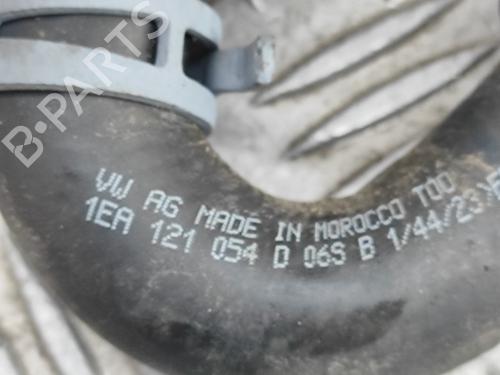 B-PARTS
VW AG MADE IN MOROCCO TOO
1EA 121 054 D 06S B 1/44/23